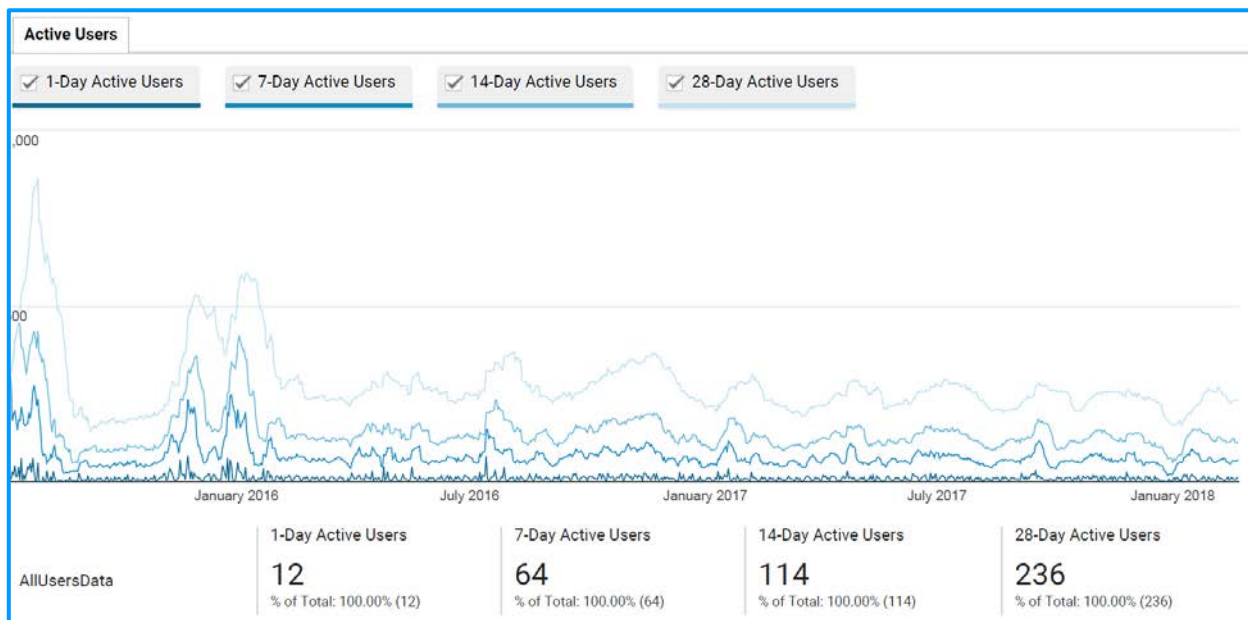 Active Users
1-Day Active Users 7-Day Active Users 14-Day Active Users 28-Day Active Users
,000
00
January 2016 July 2016 January 2017 July 2017 January 2018
1-Day Active Users 7-Day Active Users 14-Day Active Users 28-Day Active Users
AllUsersData 12 64 114 236
% of Total: 100.00% (12) % of Total: 100.00% (64) % of Total: 100.00% (114) % of Total: 100.00% (236)